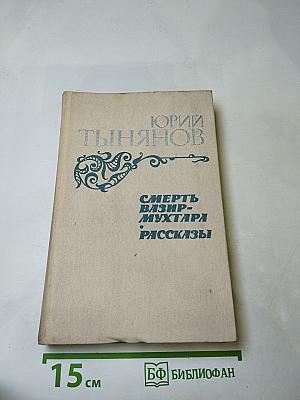 ЮРИЙ
ТЫНЯНОВ
СМЕРТЬ
ВАЗИР-
МУХТАРА
·
РАССКАЗЫ
15 см
БФ БИБЛИОФАН